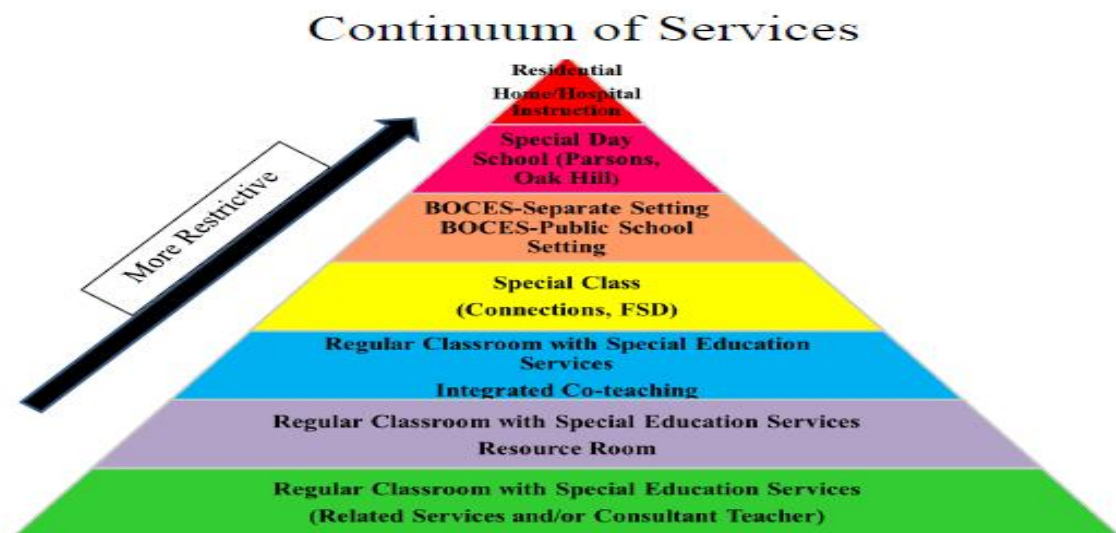 Continuum of Services
Residential
Home/Hospital
Instruction
Special Day
School (Parsons,
Oak Hill)
BOCES-Separate Setting
BOCES-Public School
Setting
More Restrictive
Special Class
(Connections, FSD)
Regular Classroom with Special Education
Services
Integrated Co-teaching
Regular Classroom with Special Education Services
Resource Room
Regular Classroom with Special Education Services
(Related Services and/or Consultant Teacher)